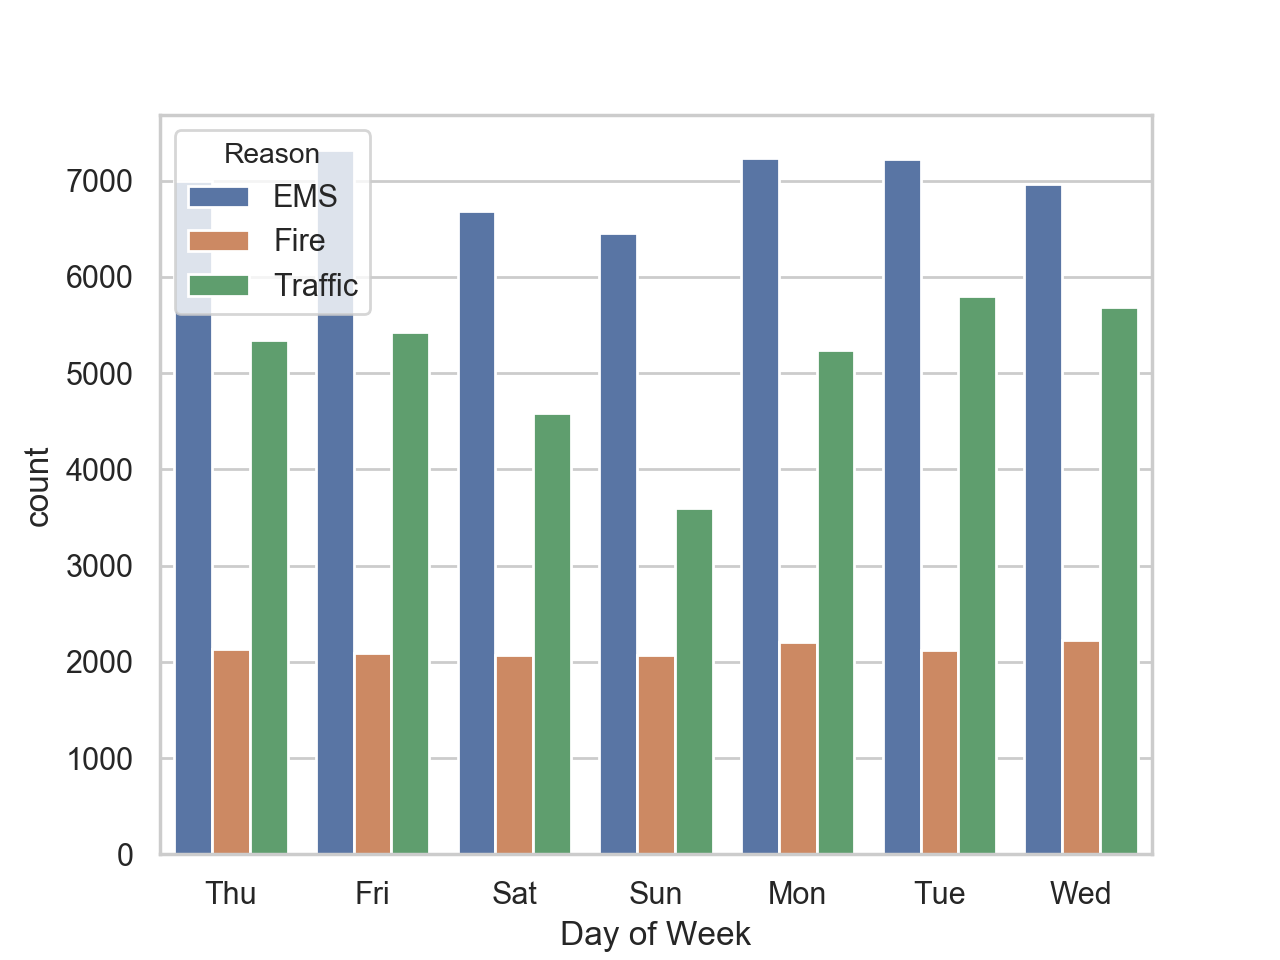 Reason
EMS
Fire
Traffic
7000
6000
5000
4000
3000
2000
1000
0
count
Thu Fri Sat Sun Mon Tue Wed
Day of Week